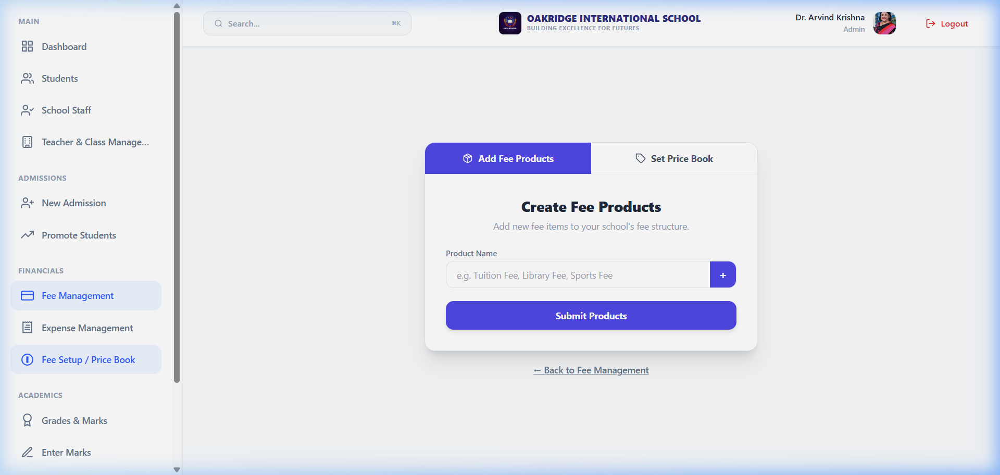 MAIN
Dashboard
Students
School Staff
Teacher & Class Manage...
ADMISSIONS
New Admission
Promote Students
FINANCIALS
Fee Management
Expense Management
Fee Setup / Price Book
ACADEMICS
Grades & Marks
Enter Marks
Search...
⌘K
OAKRIDGE INTERNATIONAL SCHOOL
BUILDING EXCELLENCE FOR FUTURES
Dr. Arvind Krishna
Admin
Logout
Add Fee Products
Set Price Book
Create Fee Products
Add new fee items to your school's fee structure.
Product Name
e.g. Tuition Fee, Library Fee, Sports Fee
+
Submit Products
← Back to Fee Management